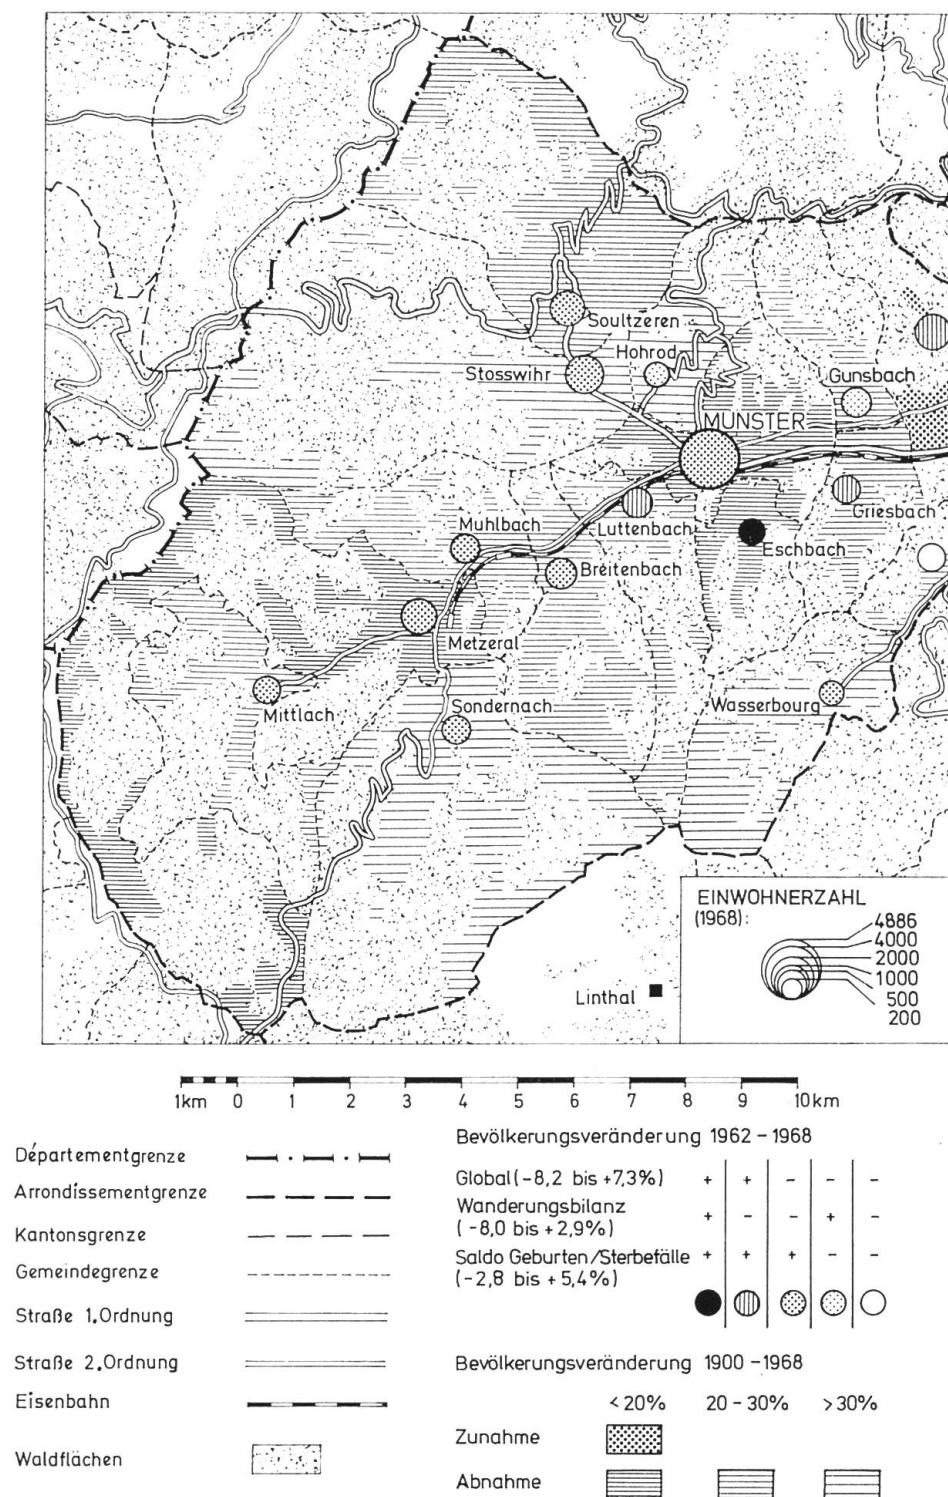 Soultzeren
Hohrod
Stosswihr
Gunsbach
MUNSTER
Griesbach
Luttenbach
Muhlbach
Eschbach
Breitenbach
Metzeral
Mittlach
Sondernach
Wasserbourg
Linthal
EINWOHNERZAHL
(1968):
4886
4000
2000
1000
500
200
1km 0 1 2 3 4 5 6 7 8 9 10km
Départementgrenze
Arrondissementgrenze
Kantonsgrenze
Gemeindegrenze
Straße 1.Ordnung
Straße 2.Ordnung
Eisenbahn
Waldflächen
Bevölkerungsveränderung 1962 – 1968
Global (-8,2 bis +7,3%) + + – – –
Wanderungsbilanz
(-8,0 bis +2,9%) + – – + –
Saldo Geburten/Sterbefälle + + + – –
(-2,8 bis +5,4%)
Bevölkerungsveränderung 1900 – 1968
<20% 20 – 30% >30%
Zunahme
Abnahme